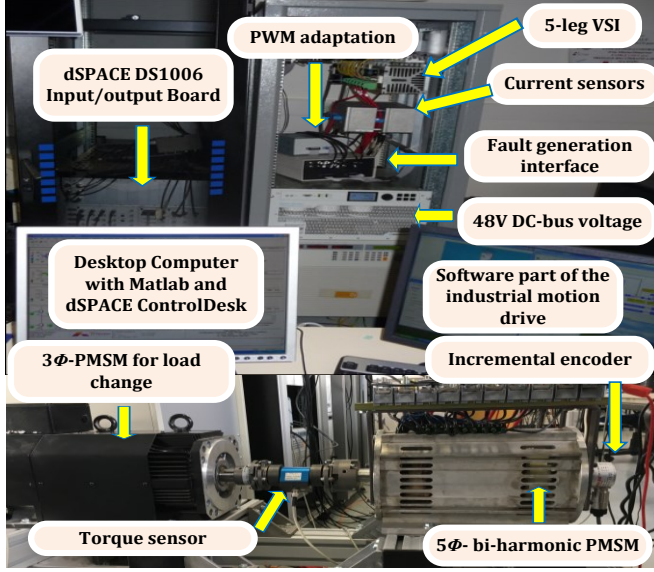 5-leg VSI
PWM adaptation
dSPACE DS1006
Input/output Board
Current sensors
Fault generation
interface
48V DC-bus voltage
Desktop Computer
with Matlab and
dSPACE ControlDesk
Software part of the
industrial motion
drive
3Φ-PMSM for load
change
Incremental encoder
Torque sensor
5Φ- bi-harmonic PMSM